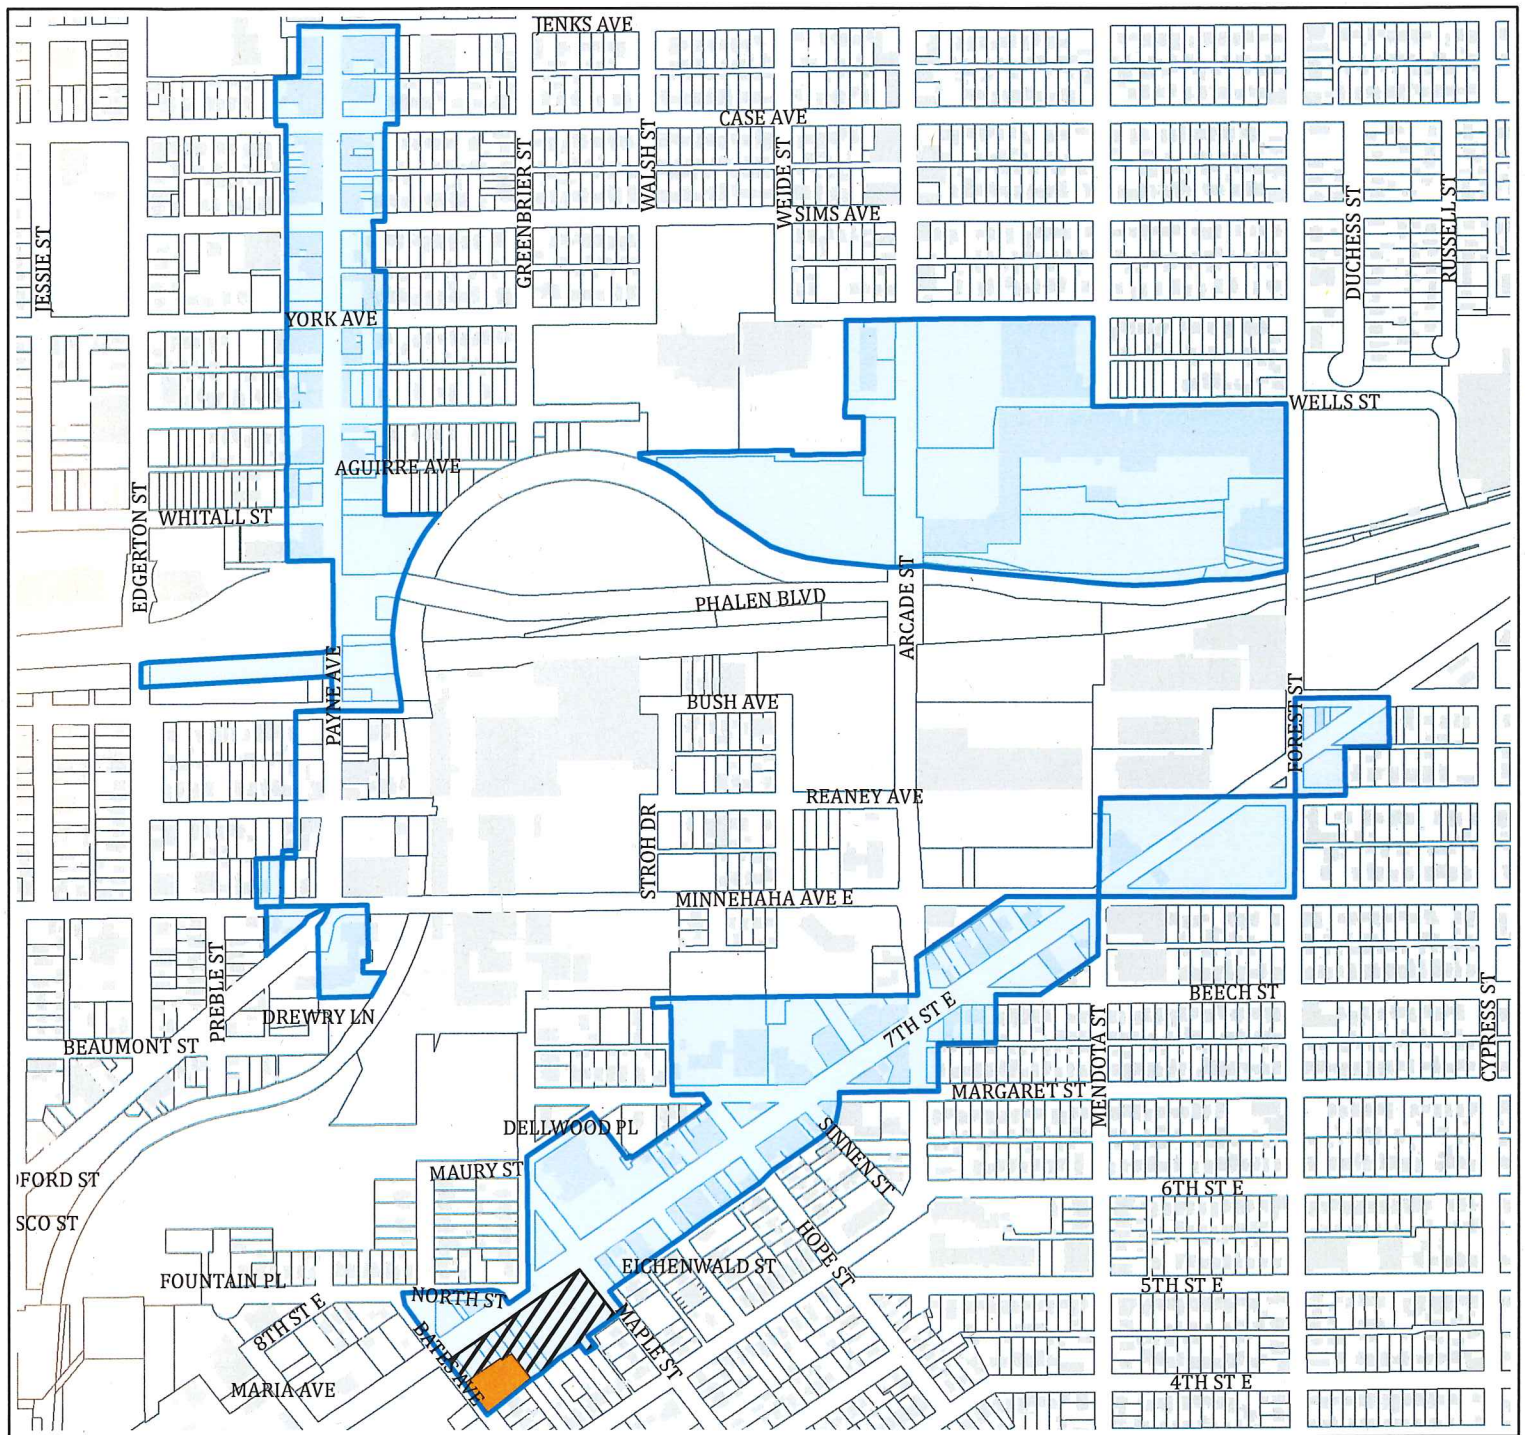 JENKS AVE
CASE AVE
WALSH ST
GREENBRIER ST
WEIDE ST
SIMS AVE
DUCHESS ST
RUSSELL ST
JESSIE ST
YORK AVE
WELLS ST
AGUIRRE AVE
WHITALL ST
EDGERTON ST
PHALEN BLVD
ARCADE ST
PAYNE AVE
BUSH AVE
FOREST ST
REANEY AVE
STROH DR
MINNEHAHA AVE E
PREBLE ST
BEECH ST
CYPRESS ST
DREWRY LN
7TH ST E
BEAUMONT ST
MENDOTA ST
MARGARET ST
DELLWOOD PL
SINNEN ST
MAURY ST
FORD ST
6TH ST E
SCO ST
HOPE ST
EICHENWALD ST
FOUNTAIN PL
5TH ST E
NORTH ST
8TH ST E
BATES AVE
MAPLE ST
MARIA AVE
4TH ST E